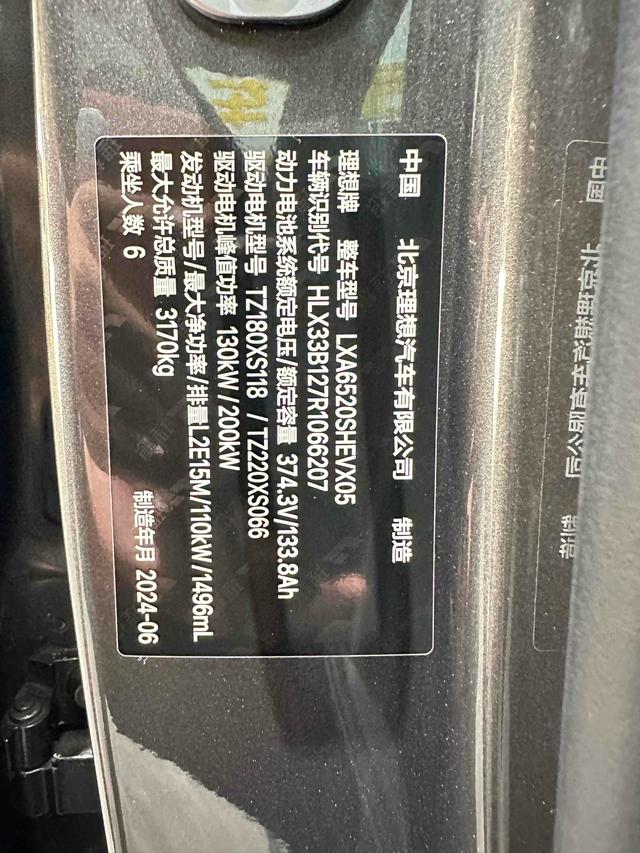 中国 北京理想汽车有限公司 制造
理想牌 整车型号 LXA6520SHEVX05
车辆识别代号 HLX33B127R1066207
动力电池系统额定电压/额定容量 374.3V/133.8Ah
驱动电机型号 TZ180XS118 /TZ220XS066
驱动电机峰值功率 130kW/200kW
发动机型号/最大净功率/排量L2E15M/110kW/1496mL
最大允许总质量 3170kg
乘坐人数 6 制造年月 2024-06